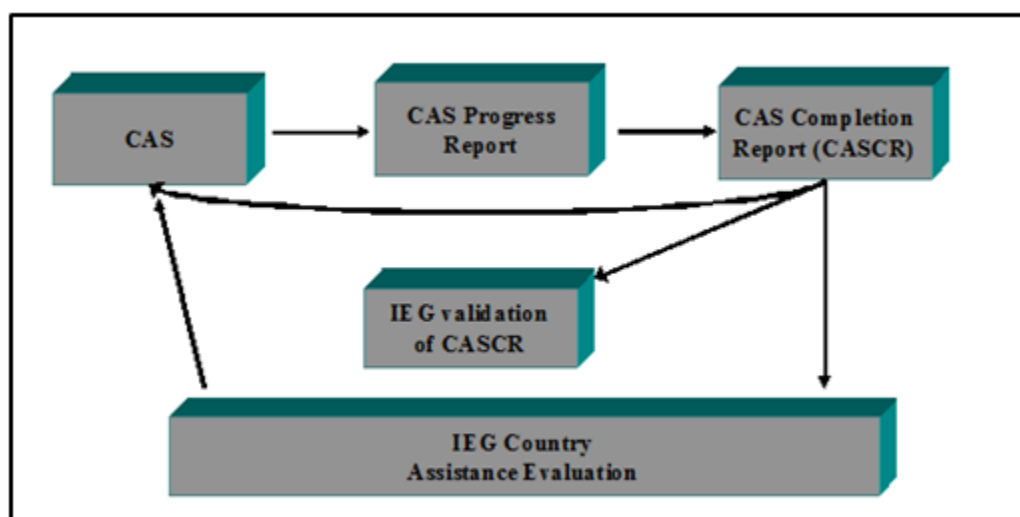 CAS
CAS Progress
Report
CAS Completion
Report (CASCR)
IEG validation
of CASCR
IEG Country
Assistance Evaluation